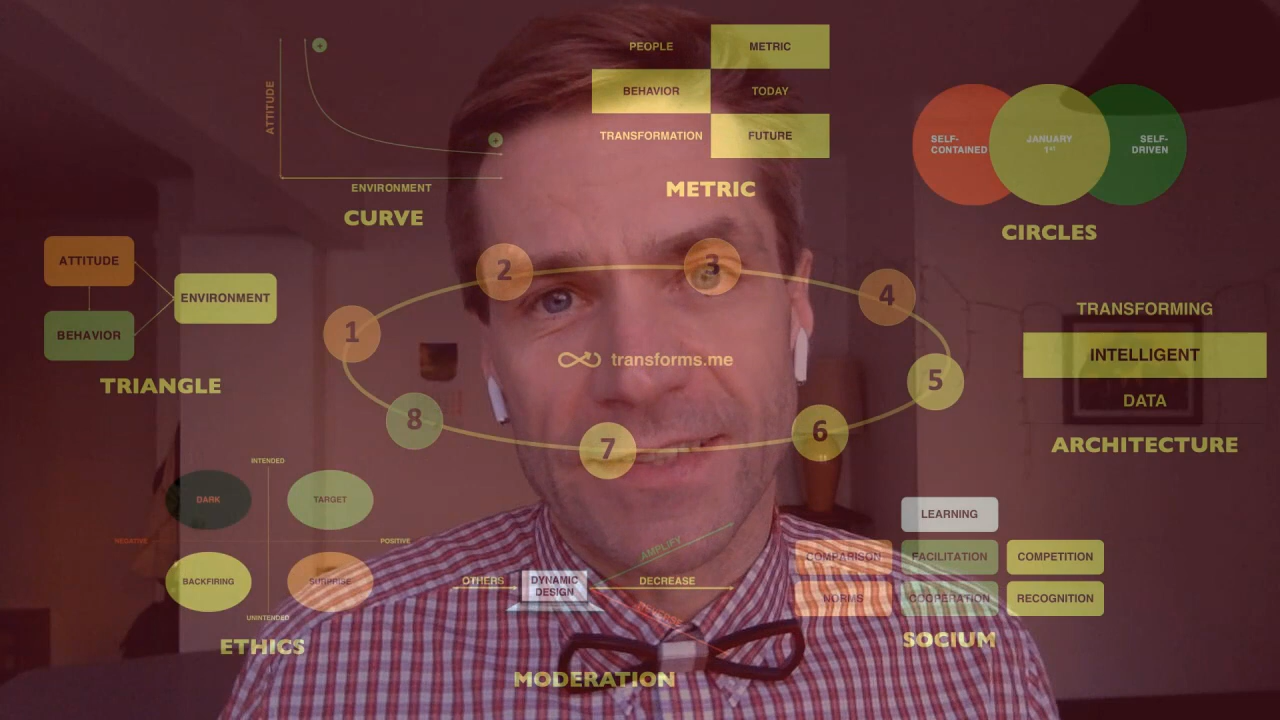 ATTITUDE
ENVIRONMENT
CURVE
PEOPLE
METRIC
BEHAVIOR
TODAY
TRANSFORMATION
FUTURE
METRIC
SELF-
CONTAINED
JANUARY
1st
SELF-
DRIVEN
CIRCLES
ATTITUDE
ENVIRONMENT
BEHAVIOR
TRIANGLE
1
2
3
4
5
6
7
8
transforms.me
TRANSFORMING
INTELLIGENT
DATA
ARCHITECTURE
INTENDED
DARK
TARGET
NEGATIVE
POSITIVE
BACKFIRING
SURPRISE
UNINTENDED
ETHICS
AMPLIFY
OTHERS
DYNAMIC
DESIGN
DECREASE
MODERATION
LEARNING
COMPARISON
FACILITATION
COMPETITION
NORMS
COOPERATION
RECOGNITION
SOCIUM